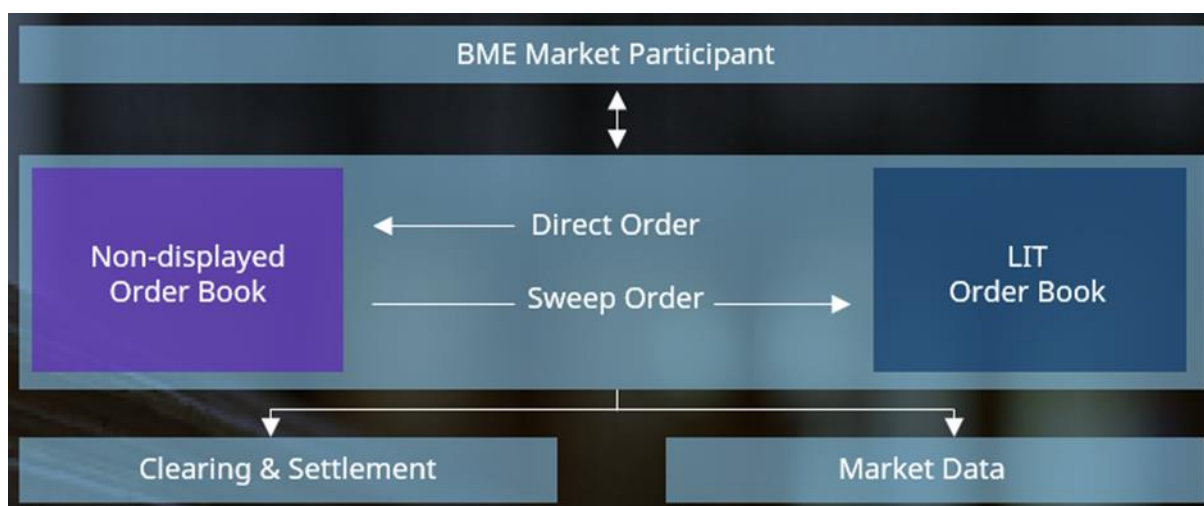 BME Market Participant
Direct Order
Non-displayed
Order Book
LIT
Order Book
Sweep Order
Clearing & Settlement
Market Data